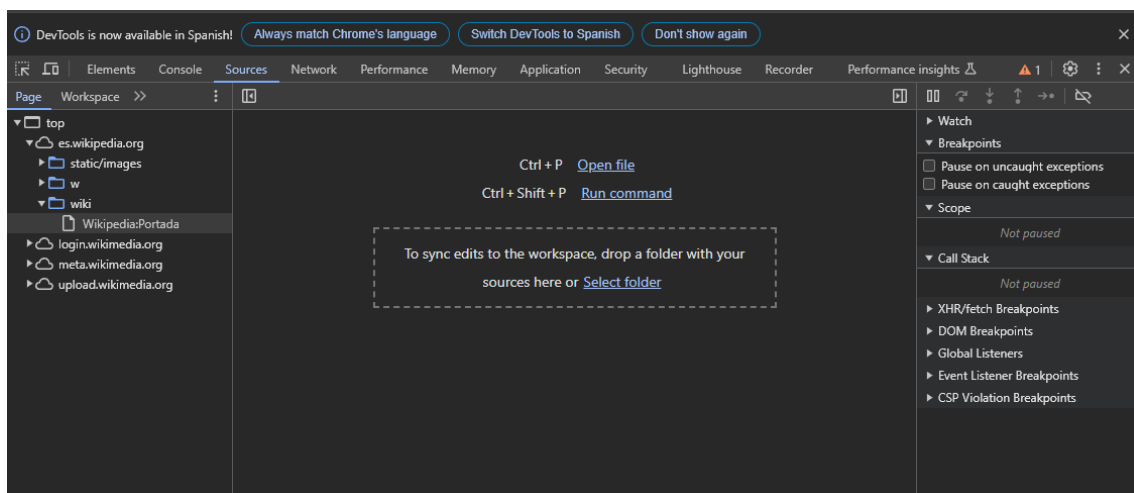 DevTools is now available in Spanish! Always match Chrome's language Switch DevTools to Spanish Don't show again
Elements Console Sources Network Performance Memory Application Security Lighthouse Recorder Performance insights 1
Page Workspace
top
es.wikipedia.org
static/images
w
wiki
Wikipedia:Portada
login.wikimedia.org
meta.wikimedia.org
upload.wikimedia.org
Ctrl + P Open file
Ctrl + Shift + P Run command
To sync edits to the workspace, drop a folder with your
sources here or Select folder
Watch
Breakpoints
Pause on uncaught exceptions
Pause on caught exceptions
Scope
Not paused
Call Stack
Not paused
XHR/fetch Breakpoints
DOM Breakpoints
Global Listeners
Event Listener Breakpoints
CSP Violation Breakpoints